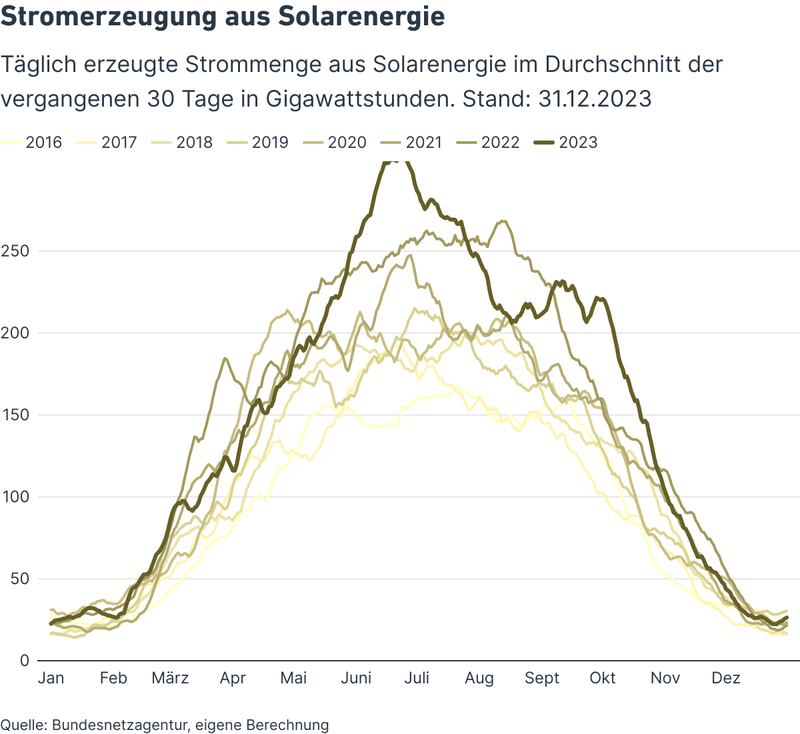 Stromerzeugung aus Solarenergie
Täglich erzeugte Strommenge aus Solarenergie im Durchschnitt der
vergangenen 30 Tage in Gigawattstunden. Stand: 31.12.2023
2016 2017 2018 2019 2020 2021 2022 2023
250
200
150
100
50
0
Jan Feb März Apr Mai Juni Juli Aug Sept Okt Nov Dez
Quelle: Bundesnetzagentur, eigene Berechnung